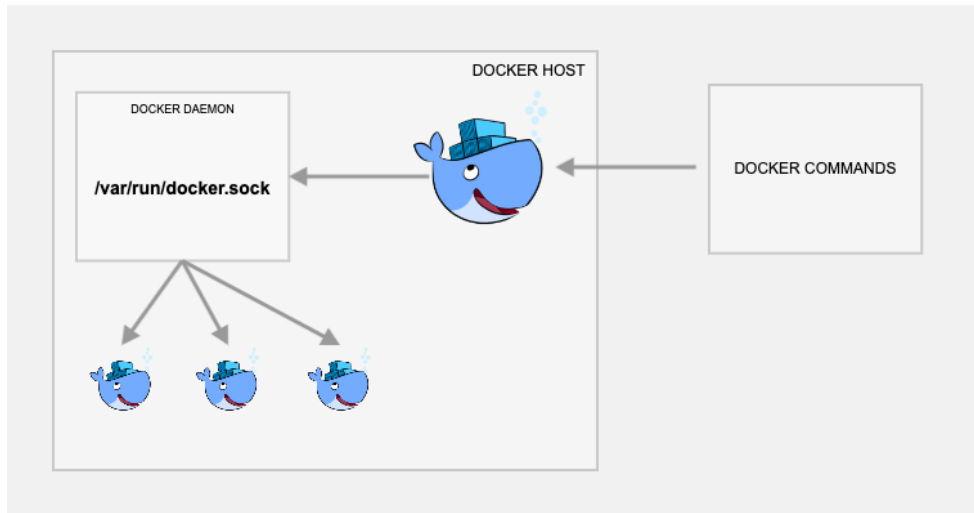 DOCKER HOST
DOCKER DAEMON
/var/run/docker.sock
DOCKER COMMANDS